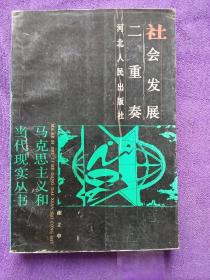 社会发展
二重奏
河北人民出版社
马克思主义和
当代现实丛书